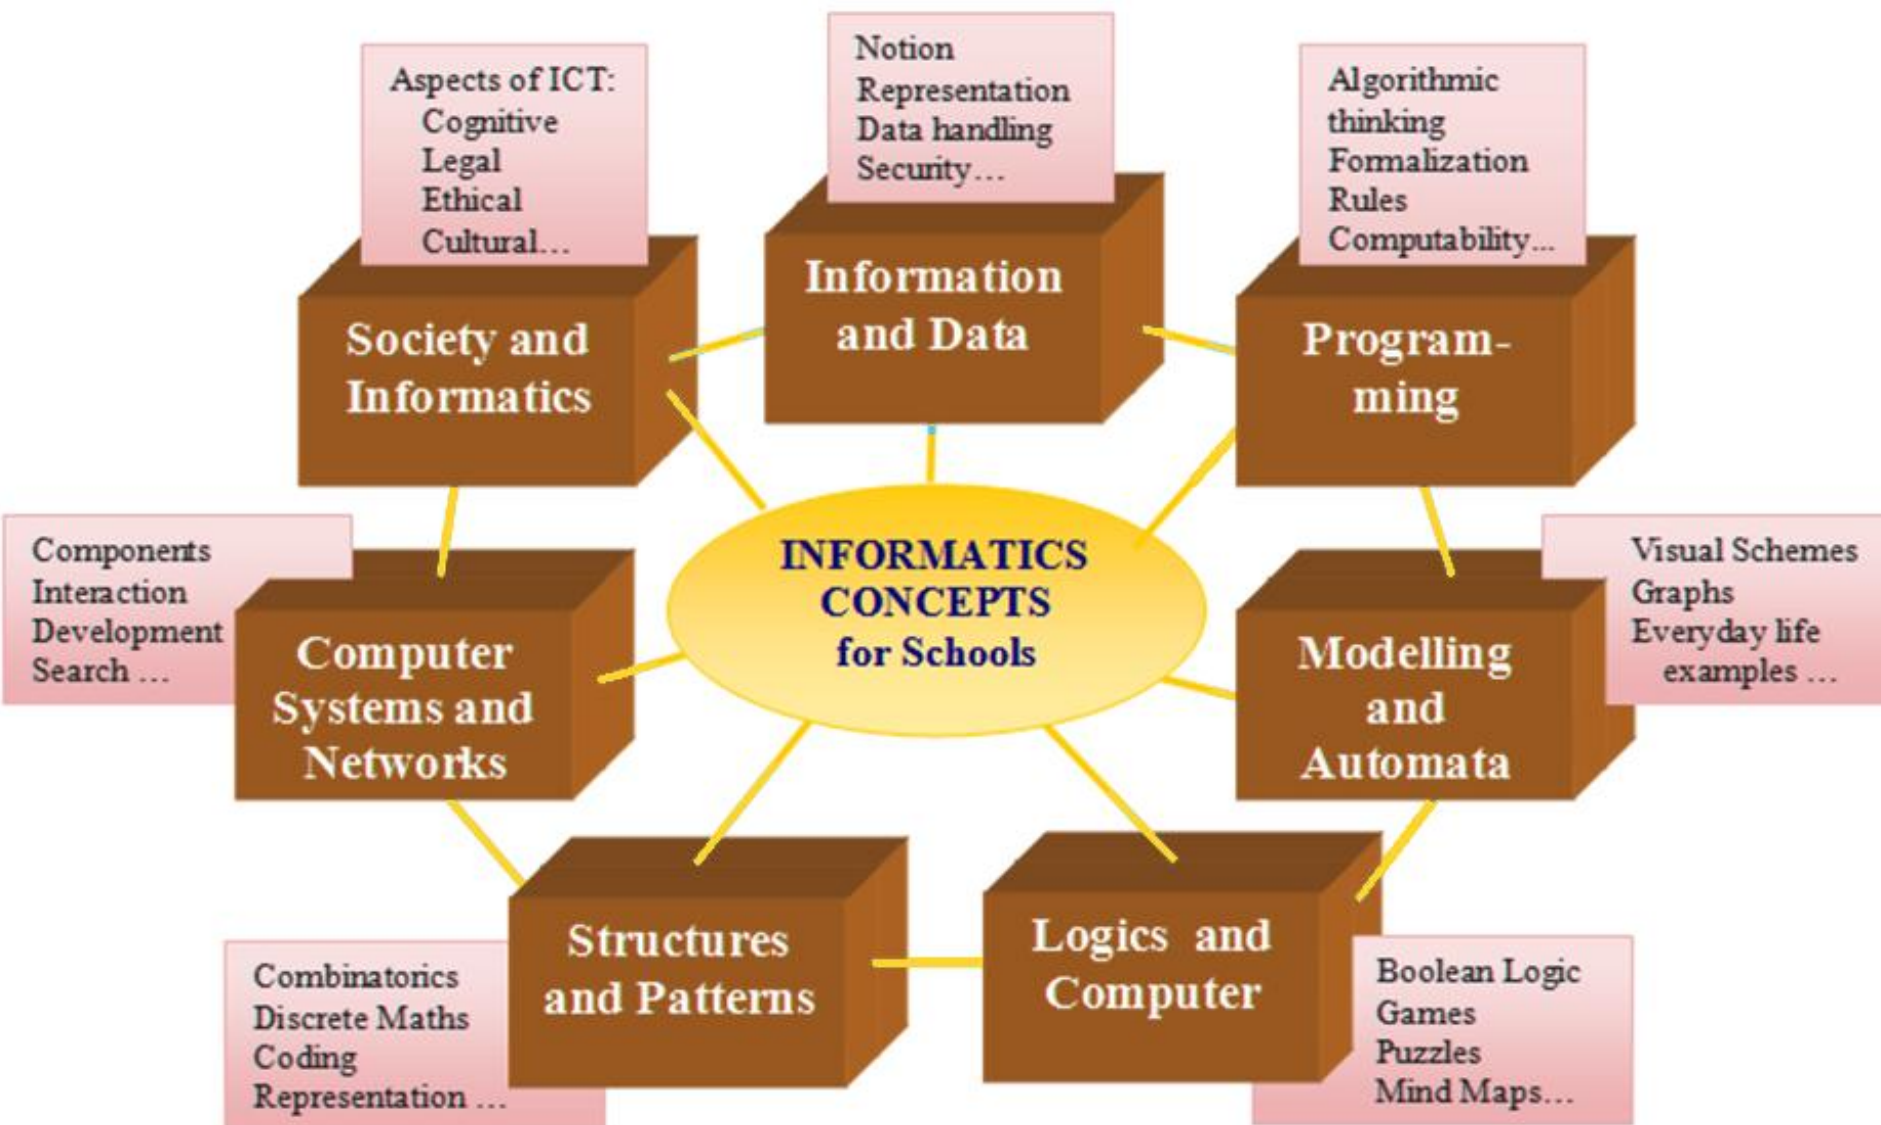 Aspects of ICT:
Cognitive
Legal
Ethical
Cultural…
Society and
Informatics
Notion
Representation
Data handling
Security…
Information
and Data
Algorithmic
thinking
Formalization
Rules
Computability...
Program-
ming
INFORMATICS
CONCEPTS
for Schools
Components
Interaction
Development
Search …
Computer
Systems and
Networks
Visual Schemes
Graphs
Everyday life
examples …
Modelling
and
Automata
Combinatorics
Discrete Maths
Coding
Representation …
Structures
and Patterns
Logics and
Computer
Boolean Logic
Games
Puzzles
Mind Maps…